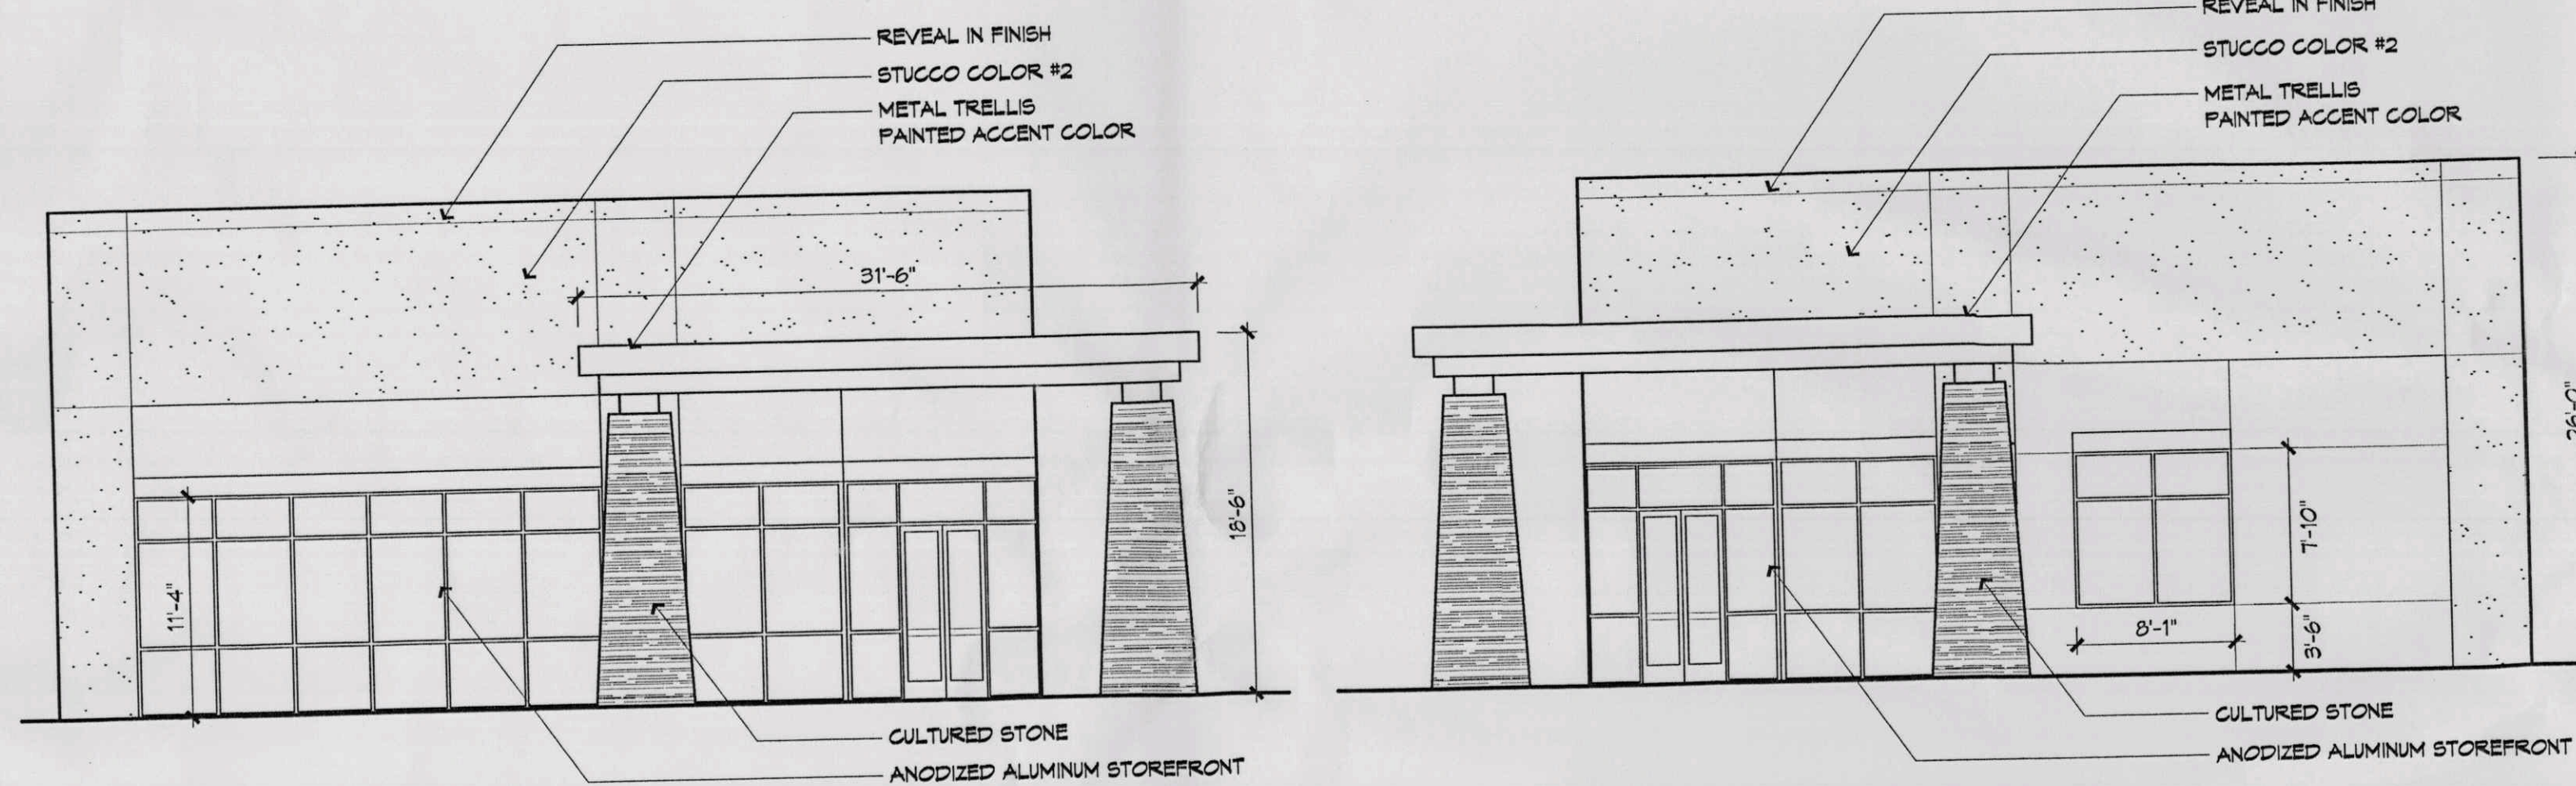 REVEAL IN FINISH
STUCCO COLOR #2
METAL TRELLIS
PAINTED ACCENT COLOR
31'-6"
18'-6"
11'-4"
CULTURED STONE
ANODIZED ALUMINUM STOREFRONT
REVEAL IN FINISH
STUCCO COLOR #2
METAL TRELLIS
PAINTED ACCENT COLOR
26'-0"
7'-10"
8'-1"
3'-6"
CULTURED STONE
ANODIZED ALUMINUM STOREFRONT